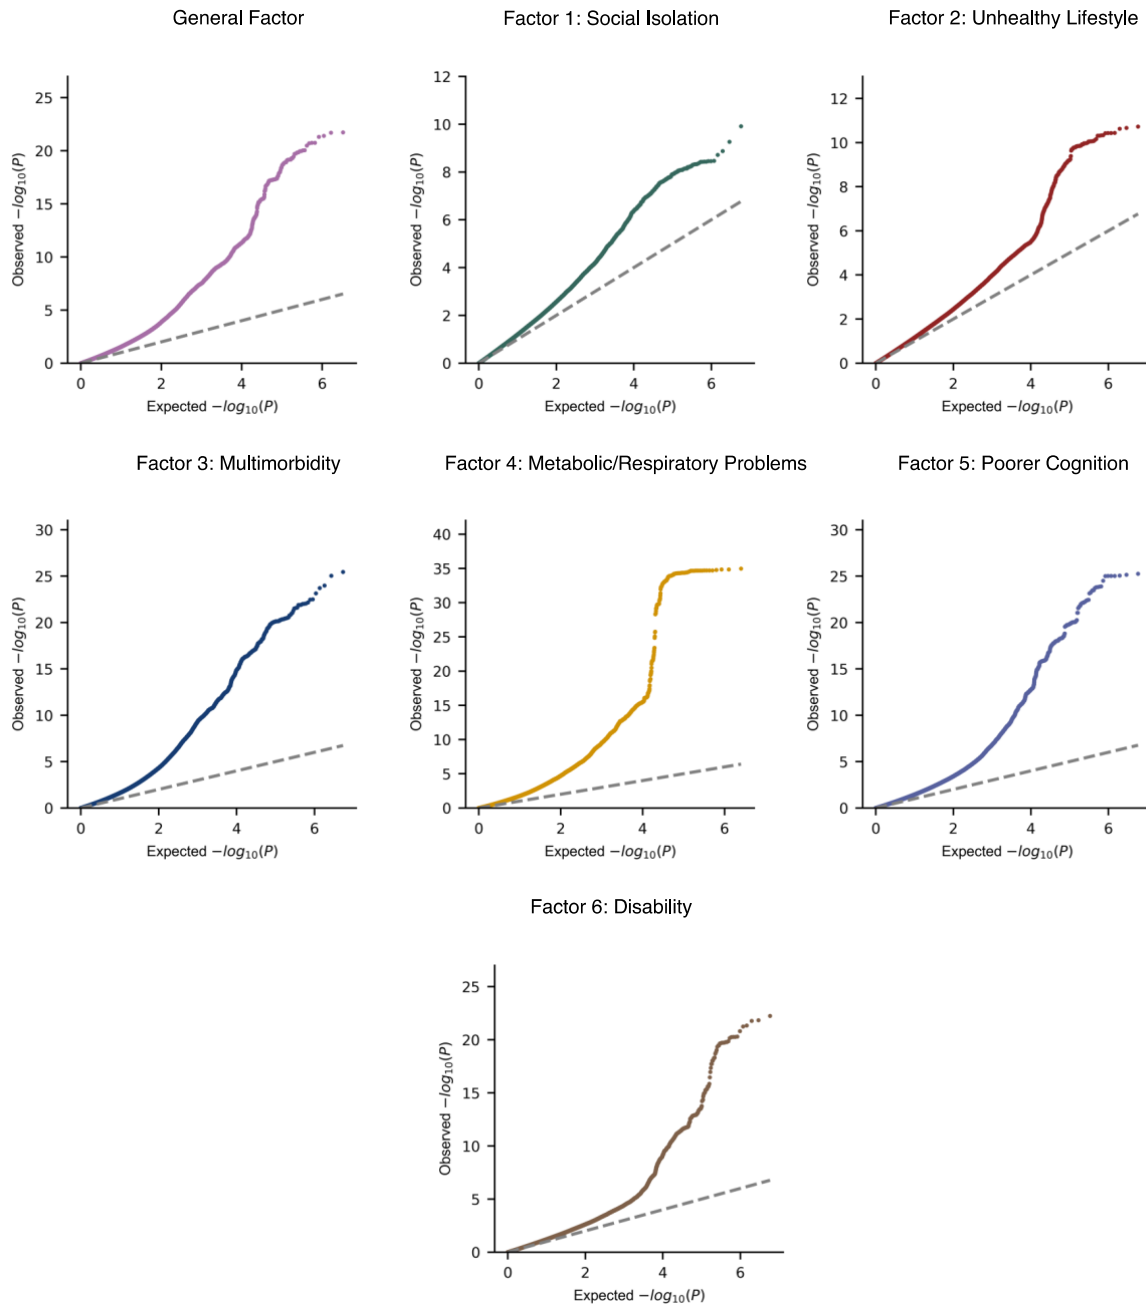 General Factor
Factor 1: Social Isolation
Factor 2: Unhealthy Lifestyle
25
20
15
10
5
0
Observed −log10(P)
0 2 4 6
Expected −log10(P)
12
10
8
6
4
2
0
Observed −log10(P)
0 2 4 6
Expected −log10(P)
12
10
8
6
4
2
0
Observed −log10(P)
0 2 4 6
Expected −log10(P)
Factor 3: Multimorbidity
Factor 4: Metabolic/Respiratory Problems
Factor 5: Poorer Cognition
30
25
20
15
10
5
0
Observed −log10(P)
0 2 4 6
Expected −log10(P)
40
35
30
25
20
15
10
5
0
Observed −log10(P)
0 2 4 6
Expected −log10(P)
30
25
20
15
10
5
0
Observed −log10(P)
0 2 4 6
Expected −log10(P)
Factor 6: Disability
25
20
15
10
5
0
Observed −log10(P)
0 2 4 6
Expected −log10(P)